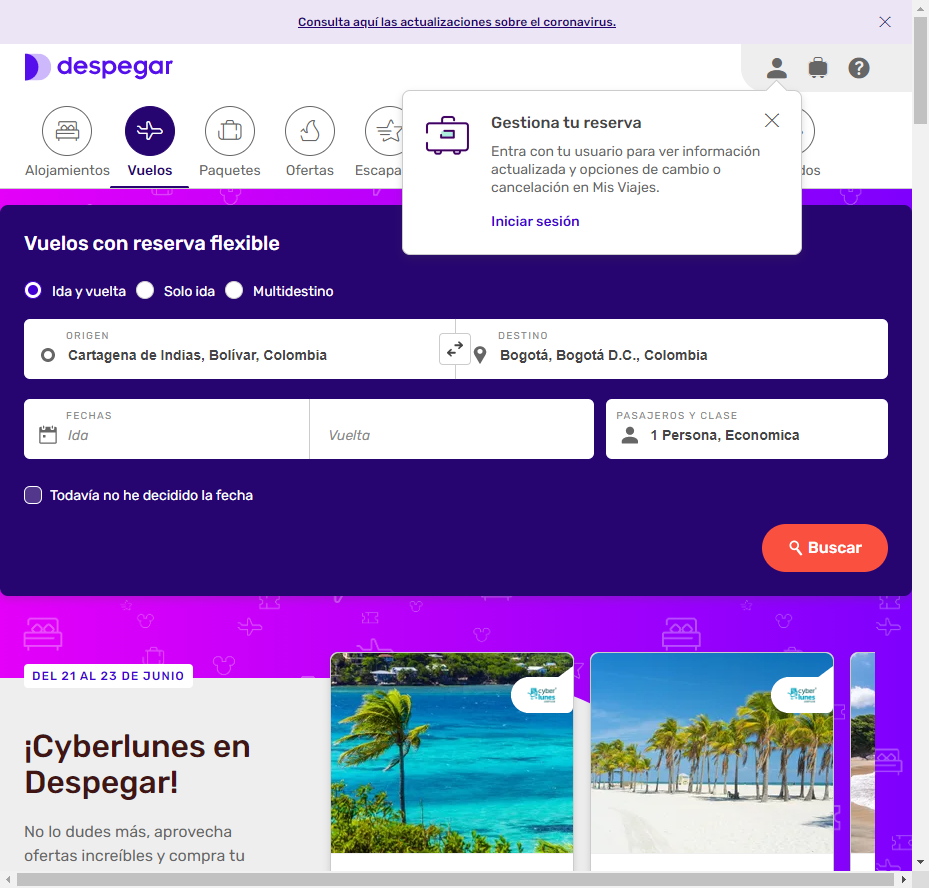 Consulta aquí las actualizaciones sobre el coronavirus.
despegar
Alojamientos
Vuelos
Paquetes
Ofertas
Escapa
dos
Gestiona tu reserva
Entra con tu usuario para ver información
actualizada y opciones de cambio o
cancelación en Mis Viajes.
Iniciar sesión
Vuelos con reserva flexible
Ida y vuelta
Solo ida
Multidestino
ORIGEN
Cartagena de Indias, Bolívar, Colombia
DESTINO
Bogotá, Bogotá D.C., Colombia
FECHAS
Ida
Vuelta
PASAJEROS Y CLASE
1 Persona, Economica
Todavía no he decidido la fecha
Buscar
DEL 21 AL 23 DE JUNIO
¡Cyberlunes en
Despegar!
No lo dudes más, aprovecha
ofertas increíbles y compra tu
cyber
lunes
cyber
lunes